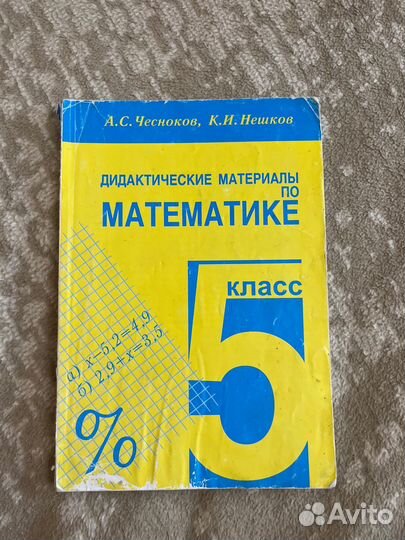 А.С.Чесноков, К.И.Нешков
ДИДАКТИЧЕСКИЕ МАТЕРИАЛЫ
ПО
МАТЕМАТИКЕ
класс
5
а) x−5,2=4,9
б) 2,9+x=3,5
%
Avito